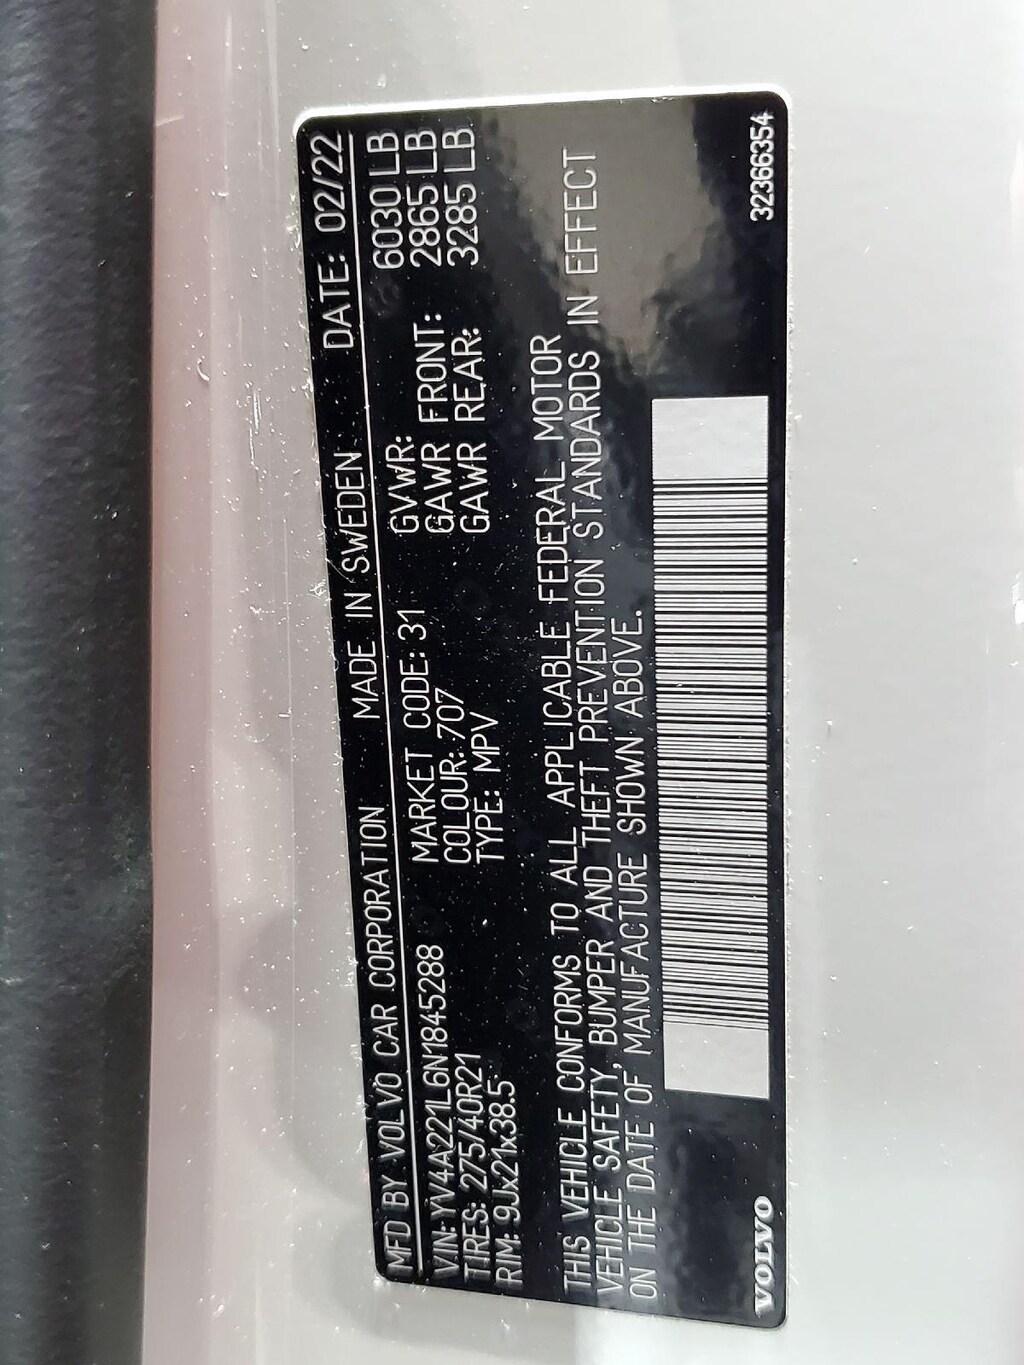 MFD BY VOLVO CAR CORPORATION MADE IN SWEDEN DATE: 02/22
VIN: YV4A221L6N1845288 MARKET CODE: 31 GVWR: 6030 LB
TIRES: 275/40R21 COLOUR: 707 GAWR FRONT: 2865 LB
RIM: 9Jx21x38.5 TYPE: MPV GAWR REAR: 3285 LB
THIS VEHICLE CONFORMS TO ALL APPLICABLE FEDERAL MOTOR
VEHICLE SAFETY, BUMPER AND THEFT PREVENTION STANDARDS IN EFFECT
ON THE DATE OF MANUFACTURE SHOWN ABOVE.
VOLVO 32366354